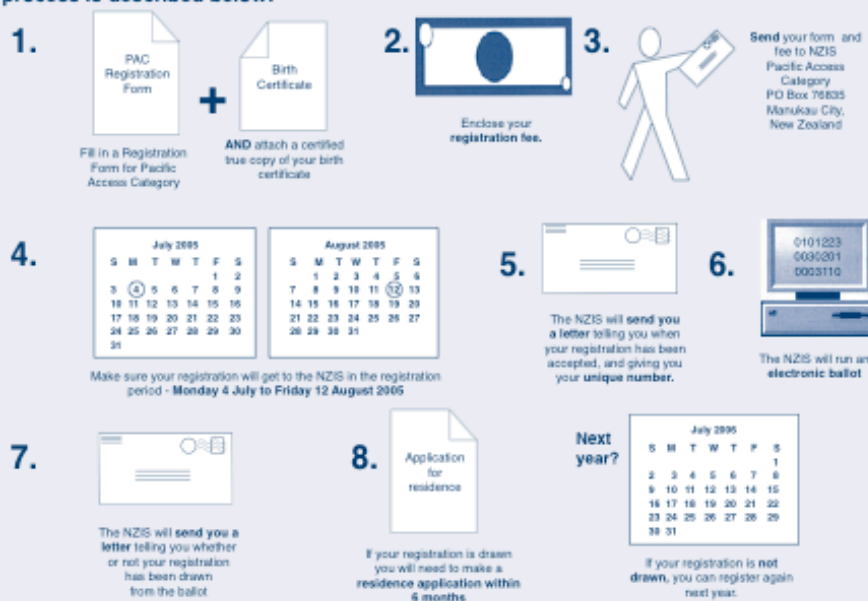 process is described below:
1.
PAC
Registration
Form
+
Birth
Certificate
Fill in a Registration
Form for Pacific
Access Category
AND attach a certified
true copy of your birth
certificate
2.
Enclose your
registration fee.
3.
Send your form and
fee to NZIS
Pacific Access
Category
PO Box 76835
Manukau City,
New Zealand
4.
July 2005
S M T W T F S
1 2
3 4 5 6 7 8 9
10 11 12 13 14 15 16
17 18 19 20 21 22 23
24 25 26 27 28 29 30
31
August 2005
S M T W T F S
1 2 3 4 5 6
7 8 9 10 11 12 13
14 15 16 17 18 19 20
21 22 23 24 25 26 27
28 29 30 31
Make sure your registration will get to the NZIS in the registration
period - Monday 4 July to Friday 12 August 2005
5.
The NZIS will send you
a letter telling you when
your registration has been
accepted, and giving you
your unique number.
6.
0101223
0030201
0003110
The NZIS will run an
electronic ballot
7.
The NZIS will send you a
letter telling you whether
or not your registration
has been drawn
from the ballot
8.
Application
for
residence
If your registration is drawn
you will need to make a
residence application within
6 months
Next
year?
July 2006
S M T W T F S
1
2 3 4 5 6 7 8
9 10 11 12 13 14 15
16 17 18 19 20 21 22
23 24 25 26 27 28 29
30 31
If your registration is not
drawn, you can register again
next year.